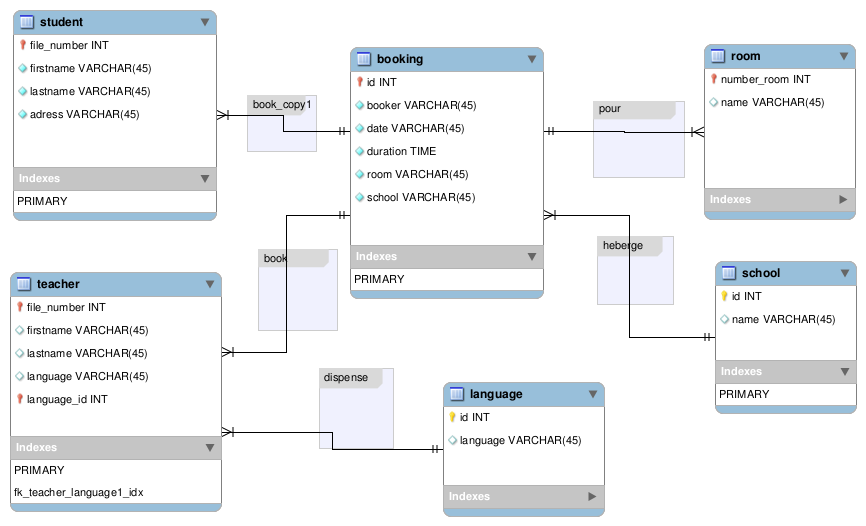 student
file_number INT
firstname VARCHAR(45)
lastname VARCHAR(45)
adress VARCHAR(45)
Indexes
PRIMARY
book_copy1
booking
id INT
booker VARCHAR(45)
date VARCHAR(45)
duration TIME
room VARCHAR(45)
school VARCHAR(45)
Indexes
PRIMARY
pour
room
number_room INT
name VARCHAR(45)
Indexes
teacher
file_number INT
firstname VARCHAR(45)
lastname VARCHAR(45)
language VARCHAR(45)
language_id INT
Indexes
PRIMARY
fk_teacher_language1_idx
book
heberge
school
id INT
name VARCHAR(45)
Indexes
PRIMARY
dispense
language
id INT
language VARCHAR(45)
Indexes